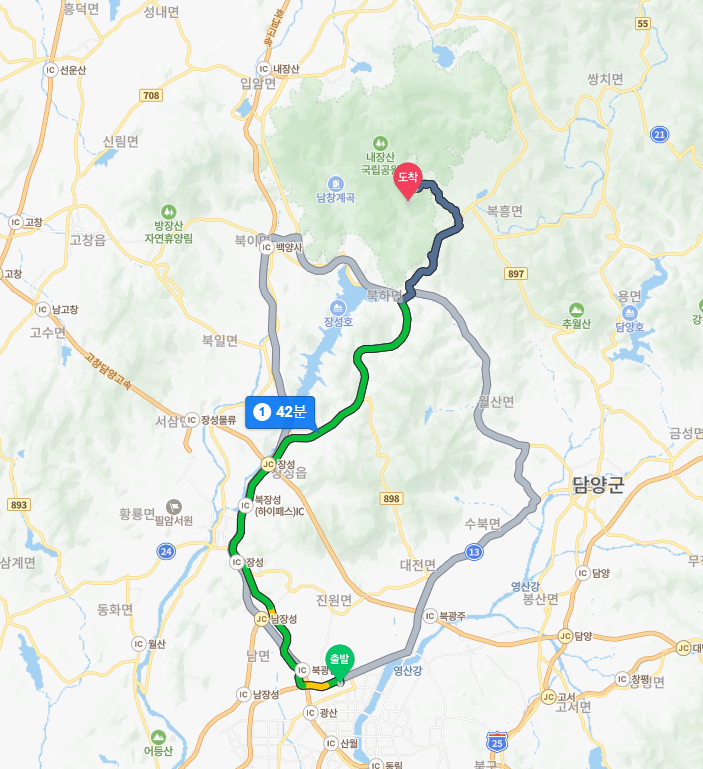 흥덕면
성내면
호남고속
55
IC 선운산
IC 내장산
입암면
쌍치면
708
21
신림면
내장산
국립공원
도착
남창계곡
방장산
자연휴양림
복흥면
IC 고창
고창읍
북이면
IC 백양사
고창
897
북하면
용면
IC 남고창
장성호
추월산
담양호
고수면
북일면
고창담양고속
월산면
1 42분
서삼면
IC 장성물류
금성면
JC 장성
장성읍
담양군
893
IC 북장성
(하이패스)IC
898
황룡면
필암서원
수북면
24
13
삼계면
IC 장성
대전면
IC 담양
영산강
봉산면
동화면
진원면
IC 북광주
JC 남장성
IC 월산
JC 담양
남면
출발
IC 북광
영산강
IC 창평
IC 남장성
JC 고서
고서면
IC 광산
어등산
IC 산월
25
IC 동림
북구